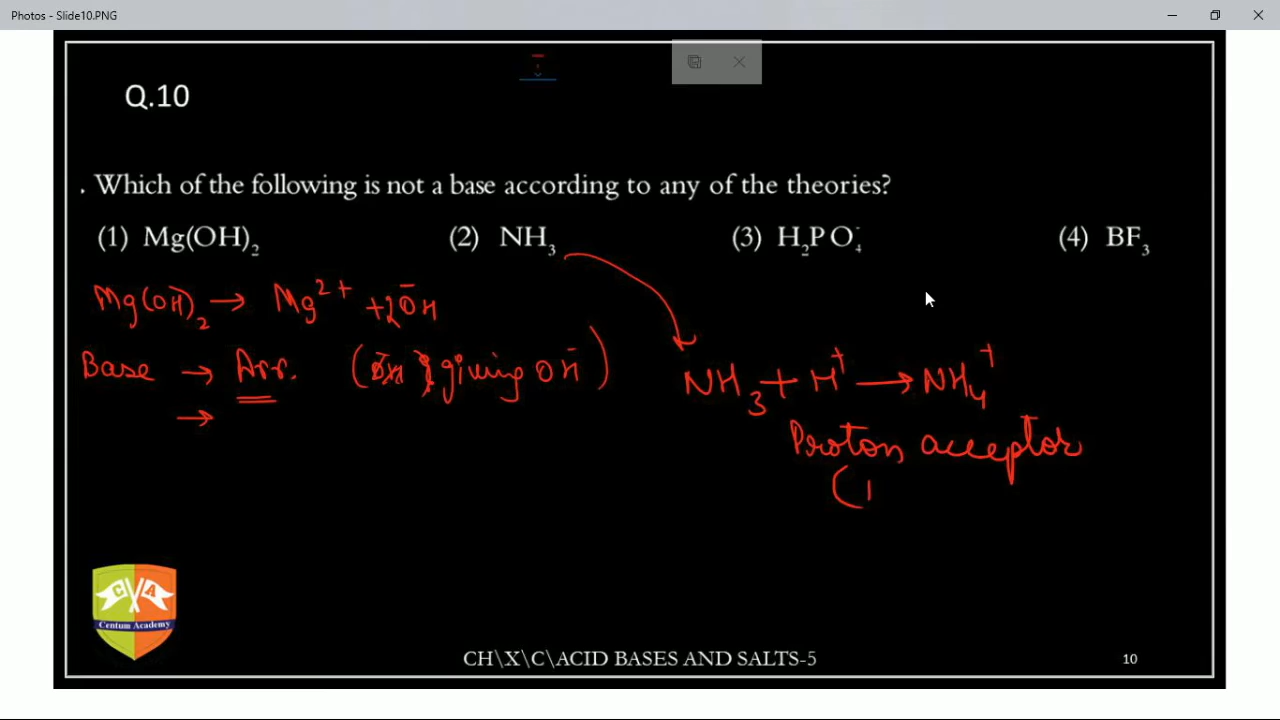 Photos - Slide10.PNG
Q.10
. Which of the following is not a base according to any of the theories?
(1) Mg(OH)₂ (2) NH₃ (3) H₂PO₄⁻ (4) BF₃
Mg(OH)₂ → Mg²⁺ + 2OH⁻
Base → Arr. (giving OH⁻)
→
NH₃ + H⁺ → NH₄⁺
Proton acceptor
(
Centum Academy
CH\X\C\ACID BASES AND SALTS-5
10